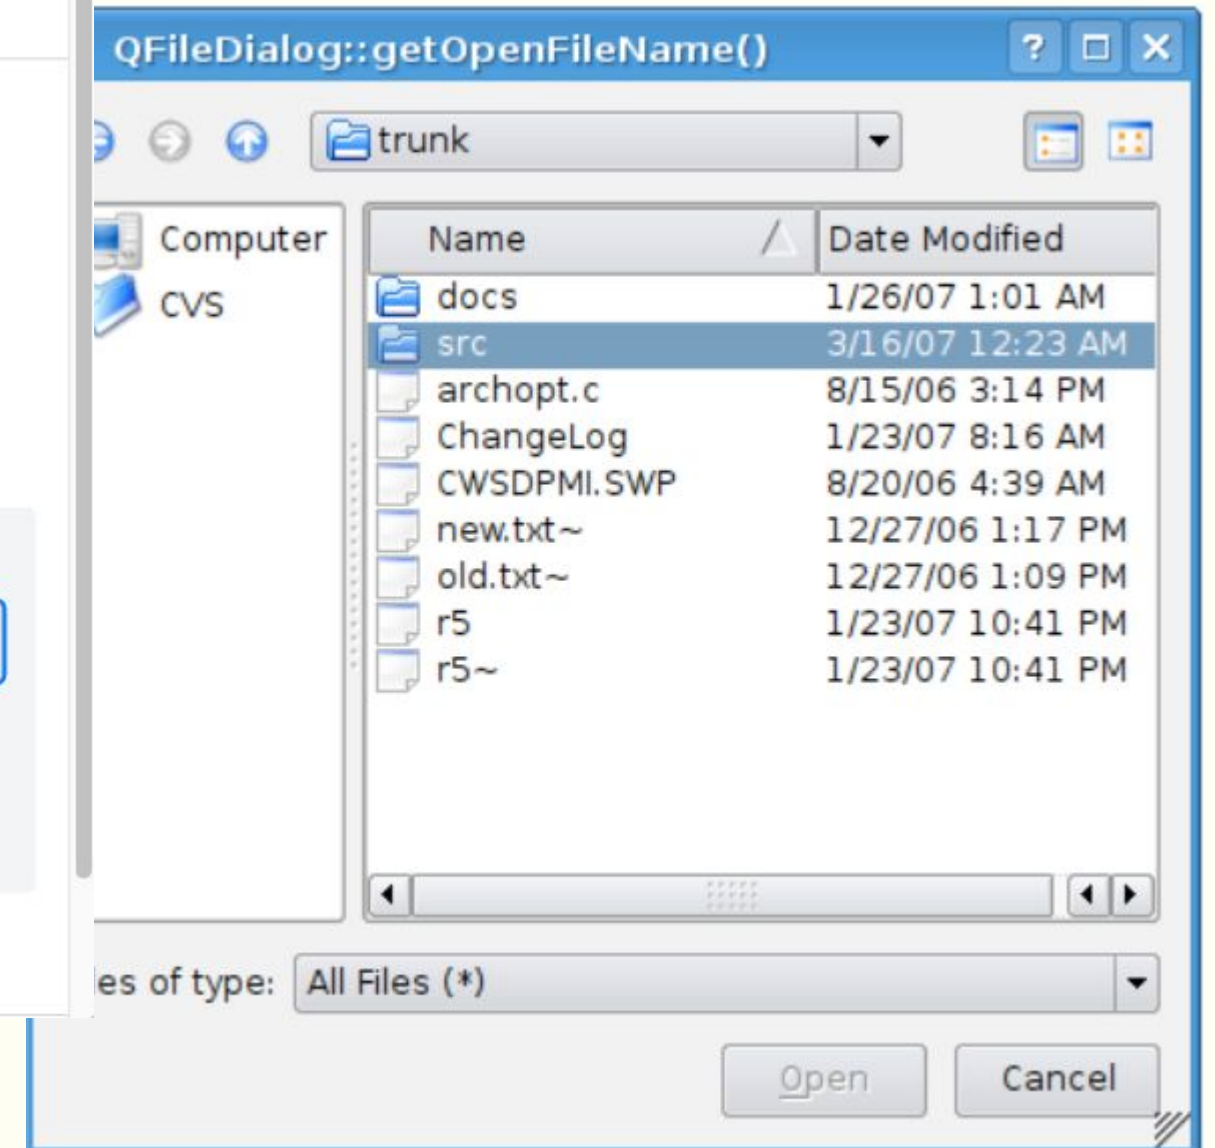 QFileDialog::getOpenFileName()
trunk
Computer
CVS
Name Date Modified
docs 1/26/07 1:01 AM
src 3/16/07 12:23 AM
archopt.c 8/15/06 3:14 PM
ChangeLog 1/23/07 8:16 AM
CWSDPMI.SWP 8/20/06 4:39 AM
new.txt~ 12/27/06 1:17 PM
old.txt~ 12/27/06 1:09 PM
r5 1/23/07 10:41 PM
r5~ 1/23/07 10:41 PM
es of type: All Files (*)
Open Cancel